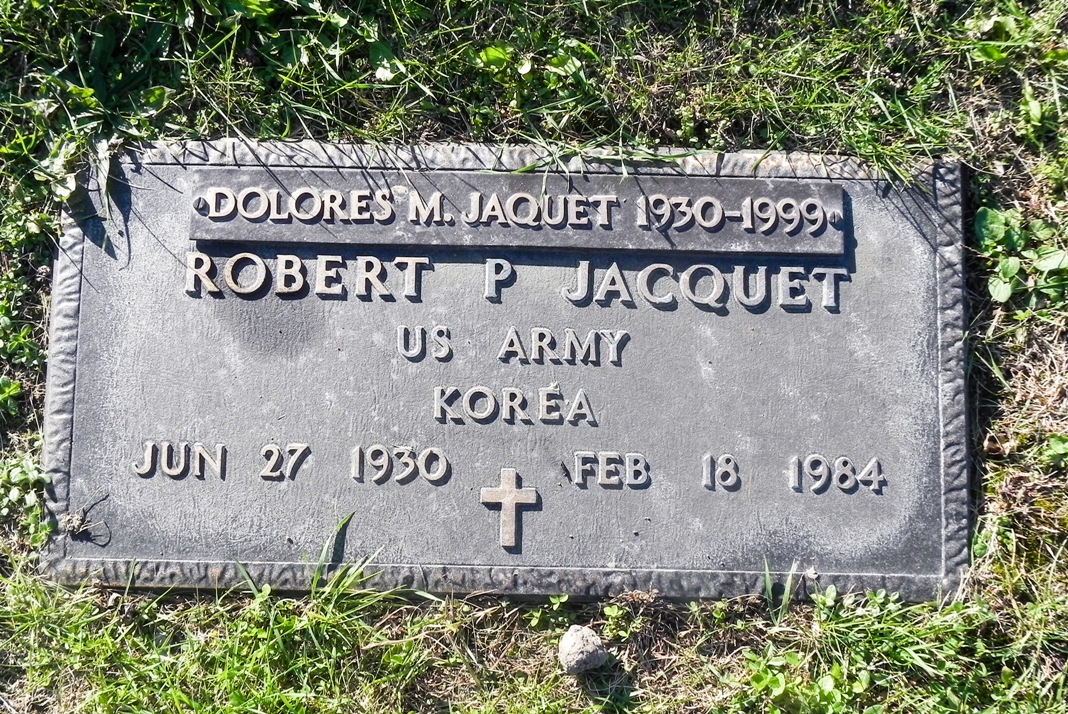 DOLORES M. JAQUET 1930-1999
ROBERT P JACQUET
US ARMY
KOREA
JUN 27 1930 FEB 18 1984